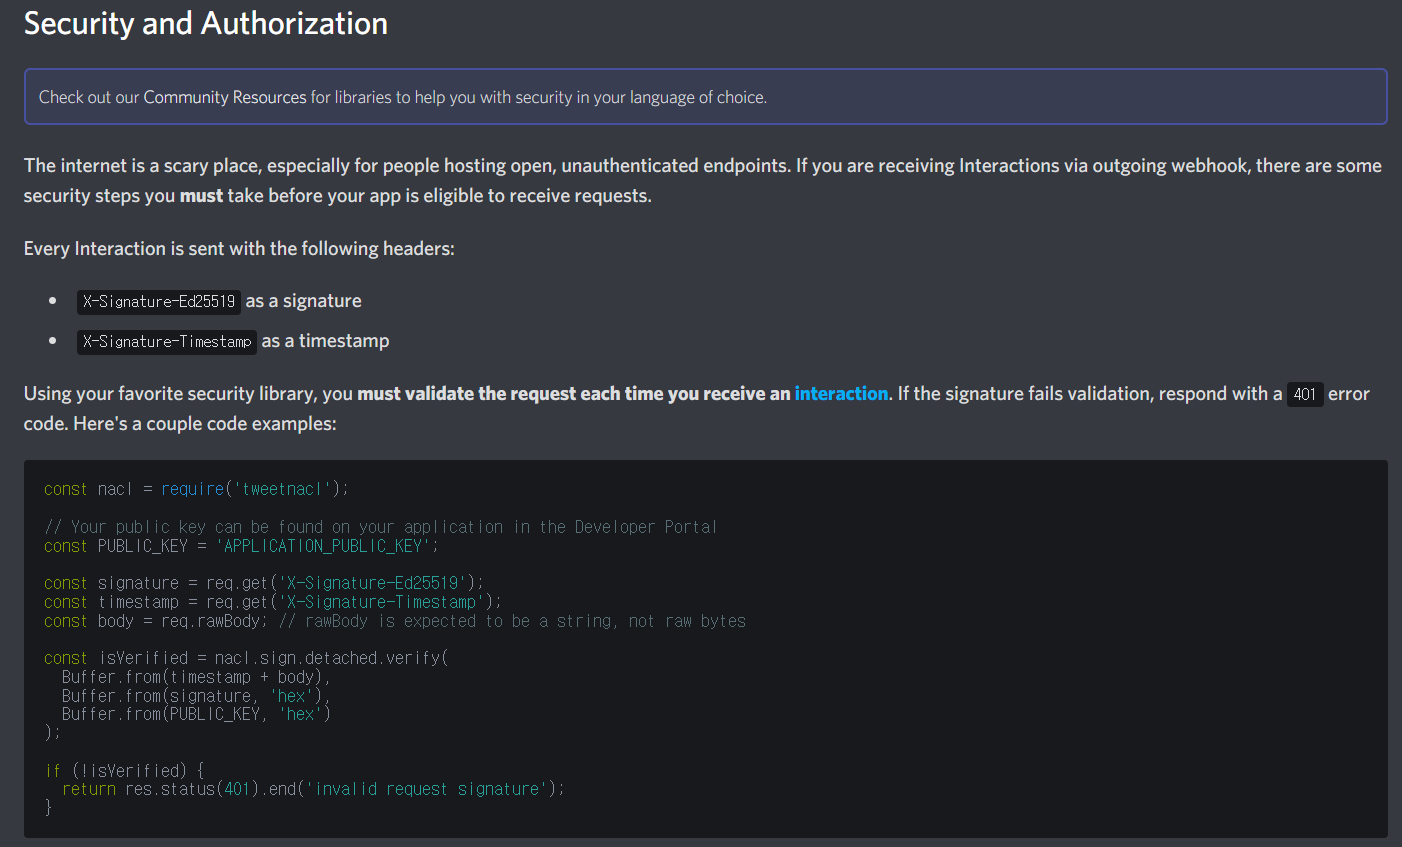 Security and Authorization
Check out our Community Resources for libraries to help you with security in your language of choice.
The internet is a scary place, especially for people hosting open, unauthenticated endpoints. If you are receiving Interactions via outgoing webhook, there are some
security steps you must take before your app is eligible to receive requests.
Every Interaction is sent with the following headers:
• X-Signature-Ed25519 as a signature
• X-Signature-Timestamp as a timestamp
Using your favorite security library, you must validate the request each time you receive an interaction. If the signature fails validation, respond with a 401 error
code. Here's a couple code examples:
const nacl = require('tweetnacl');
// Your public key can be found on your application in the Developer Portal
const PUBLIC_KEY = 'APPLICATION_PUBLIC_KEY';
const signature = req.get('X-Signature-Ed25519');
const timestamp = req.get('X-Signature-Timestamp');
const body = req.rawBody; // rawBody is expected to be a string, not raw bytes
const isVerified = nacl.sign.detached.verify(
  Buffer.from(timestamp + body),
  Buffer.from(signature, 'hex'),
  Buffer.from(PUBLIC_KEY, 'hex')
);
if (!isVerified) {
  return res.status(401).end('invalid request signature');
}